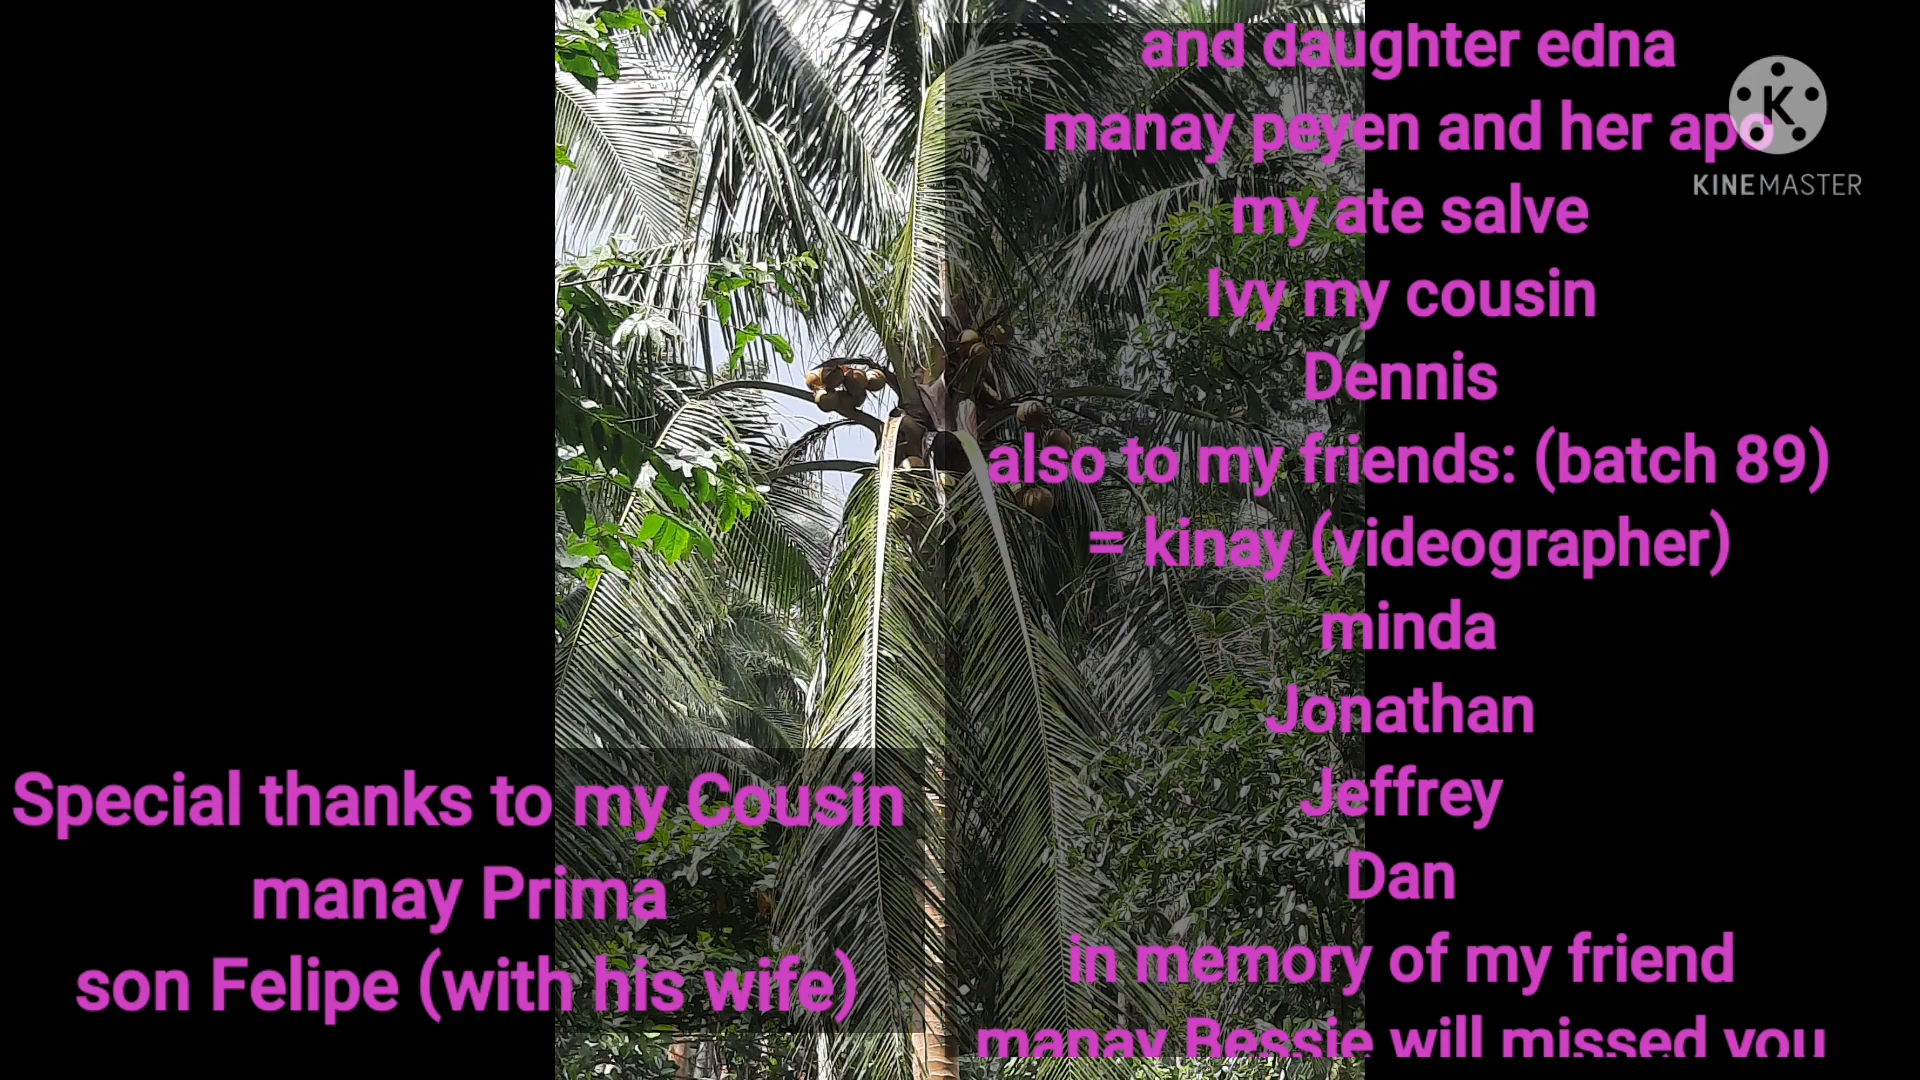 Special thanks to my Cousin
manay Prima
son Felipe (with his wife)
and daughter edna
manay peyen and her apo
my ate salve
Ivy my cousin
Dennis
also to my friends: (batch 89)
= kinay (videographer)
minda
Jonathan
Jeffrey
Dan
in memory of my friend
manay Bessie will missed you
K
KINEMASTER